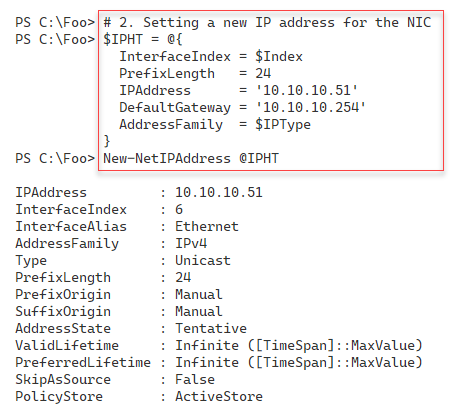 PS C:\Foo> # 2. Setting a new IP address for the NIC
PS C:\Foo> $IPHT = @{
InterfaceIndex = $Index
PrefixLength   = 24
IPAddress      = '10.10.10.51'
DefaultGateway = '10.10.10.254'
AddressFamily  = $IPType
}
PS C:\Foo> New-NetIPAddress @IPHT
IPAddress         : 10.10.10.51
InterfaceIndex    : 6
InterfaceAlias    : Ethernet
AddressFamily     : IPv4
Type              : Unicast
PrefixLength      : 24
PrefixOrigin      : Manual
SuffixOrigin      : Manual
AddressState      : Tentative
ValidLifetime     : Infinite ([TimeSpan]::MaxValue)
PreferredLifetime : Infinite ([TimeSpan]::MaxValue)
SkipAsSource      : False
PolicyStore       : ActiveStore